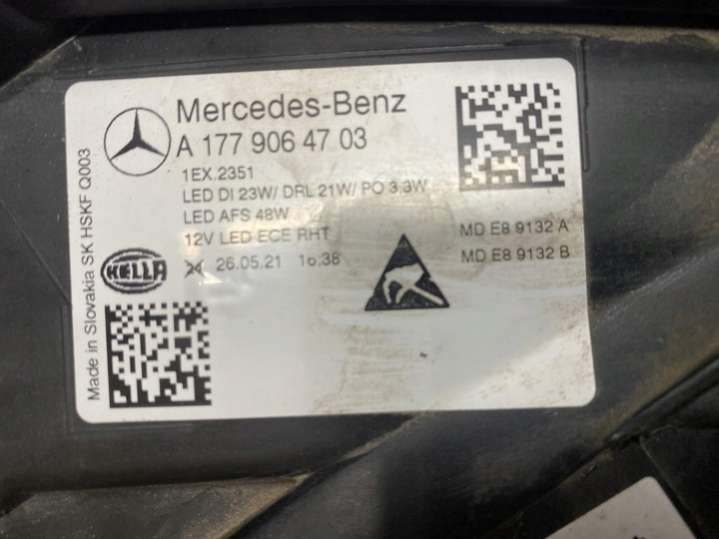 Mercedes-Benz
A 177 906 47 03
1EX.2351
LED DI 23W/ DRL 21W/ PO 3,3W
LED AFS 48W
12V LED ECE RHT
26.05.21 16.38
MD E8 9132 A
MD E8 9132 B
HELLA
Made in Slovakia SK HSKF Q003